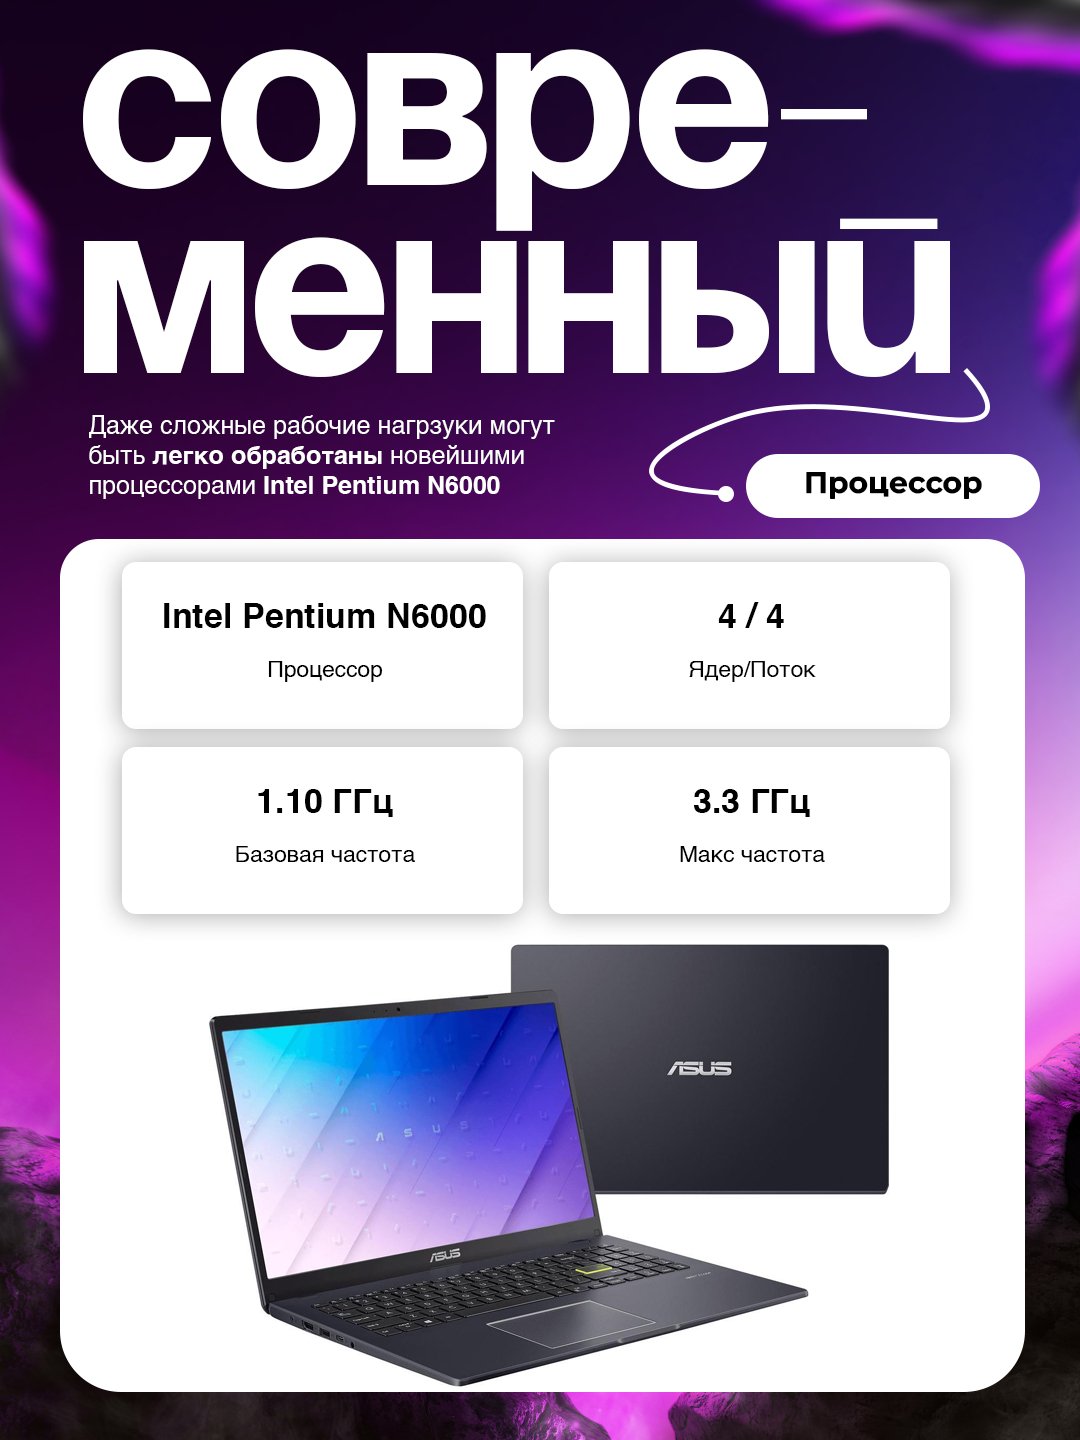 совре-
менный
Даже сложные рабочие нагрзуки могут
быть легко обработаны новейшими
процессорами Intel Pentium N6000
Процессор
Intel Pentium N6000
Процессор
4 / 4
Ядер/Поток
1.10 ГГц
Базовая частота
3.3 ГГц
Макс частота
ASUS
ASUS
ASUS